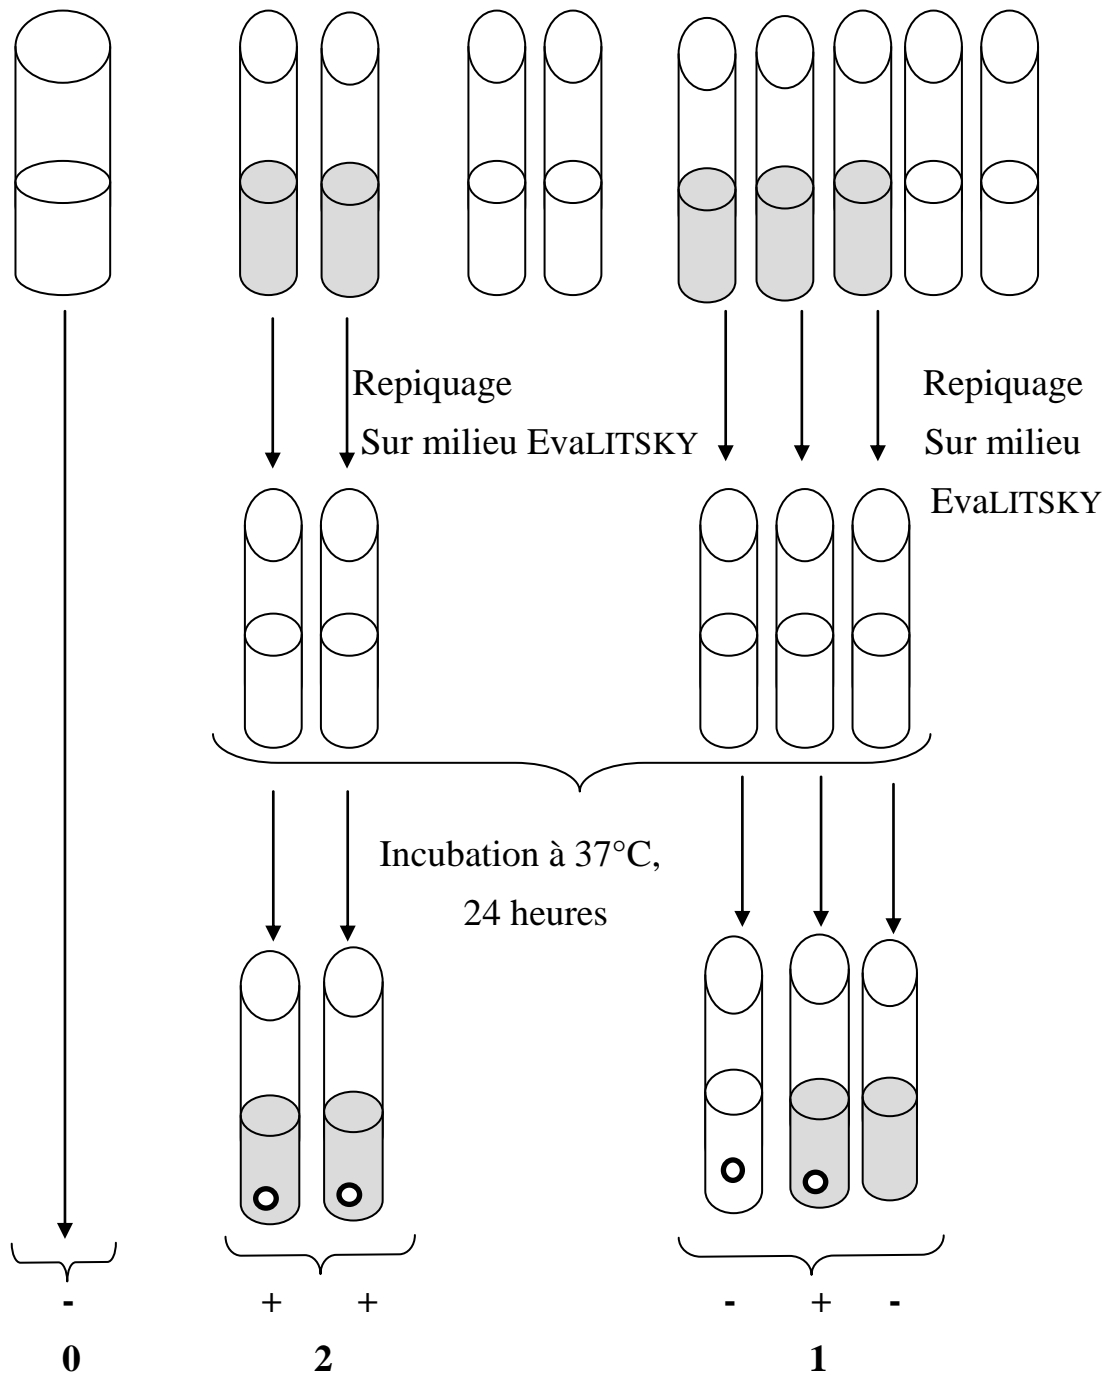 Repiquage
Sur milieu EvaLITSKY
Repiquage
Sur milieu
EvaLITSKY
Incubation à 37°C,
24 heures
- + + - + -
0 2 1